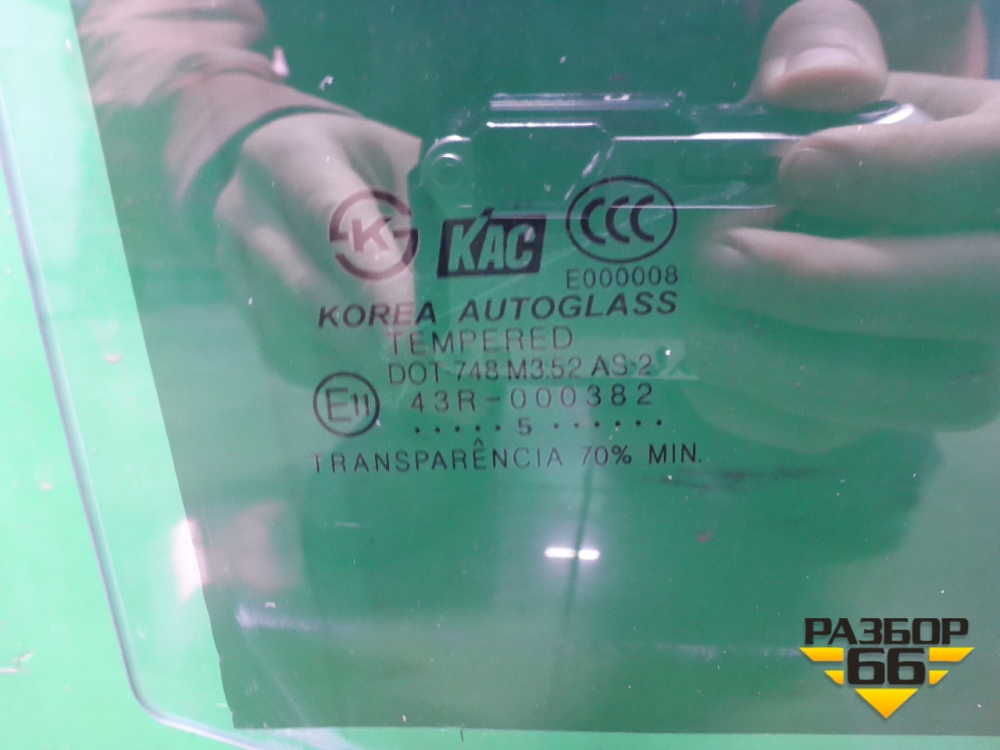 K KAC CCC
E000008
KOREA AUTOGLASS
TEMPERED
DOT-748 M3.52 AS-2
E11 43R-000382
·····5·······
TRANSPARÊNCIA 70% MIN.
РАЗБОР
66